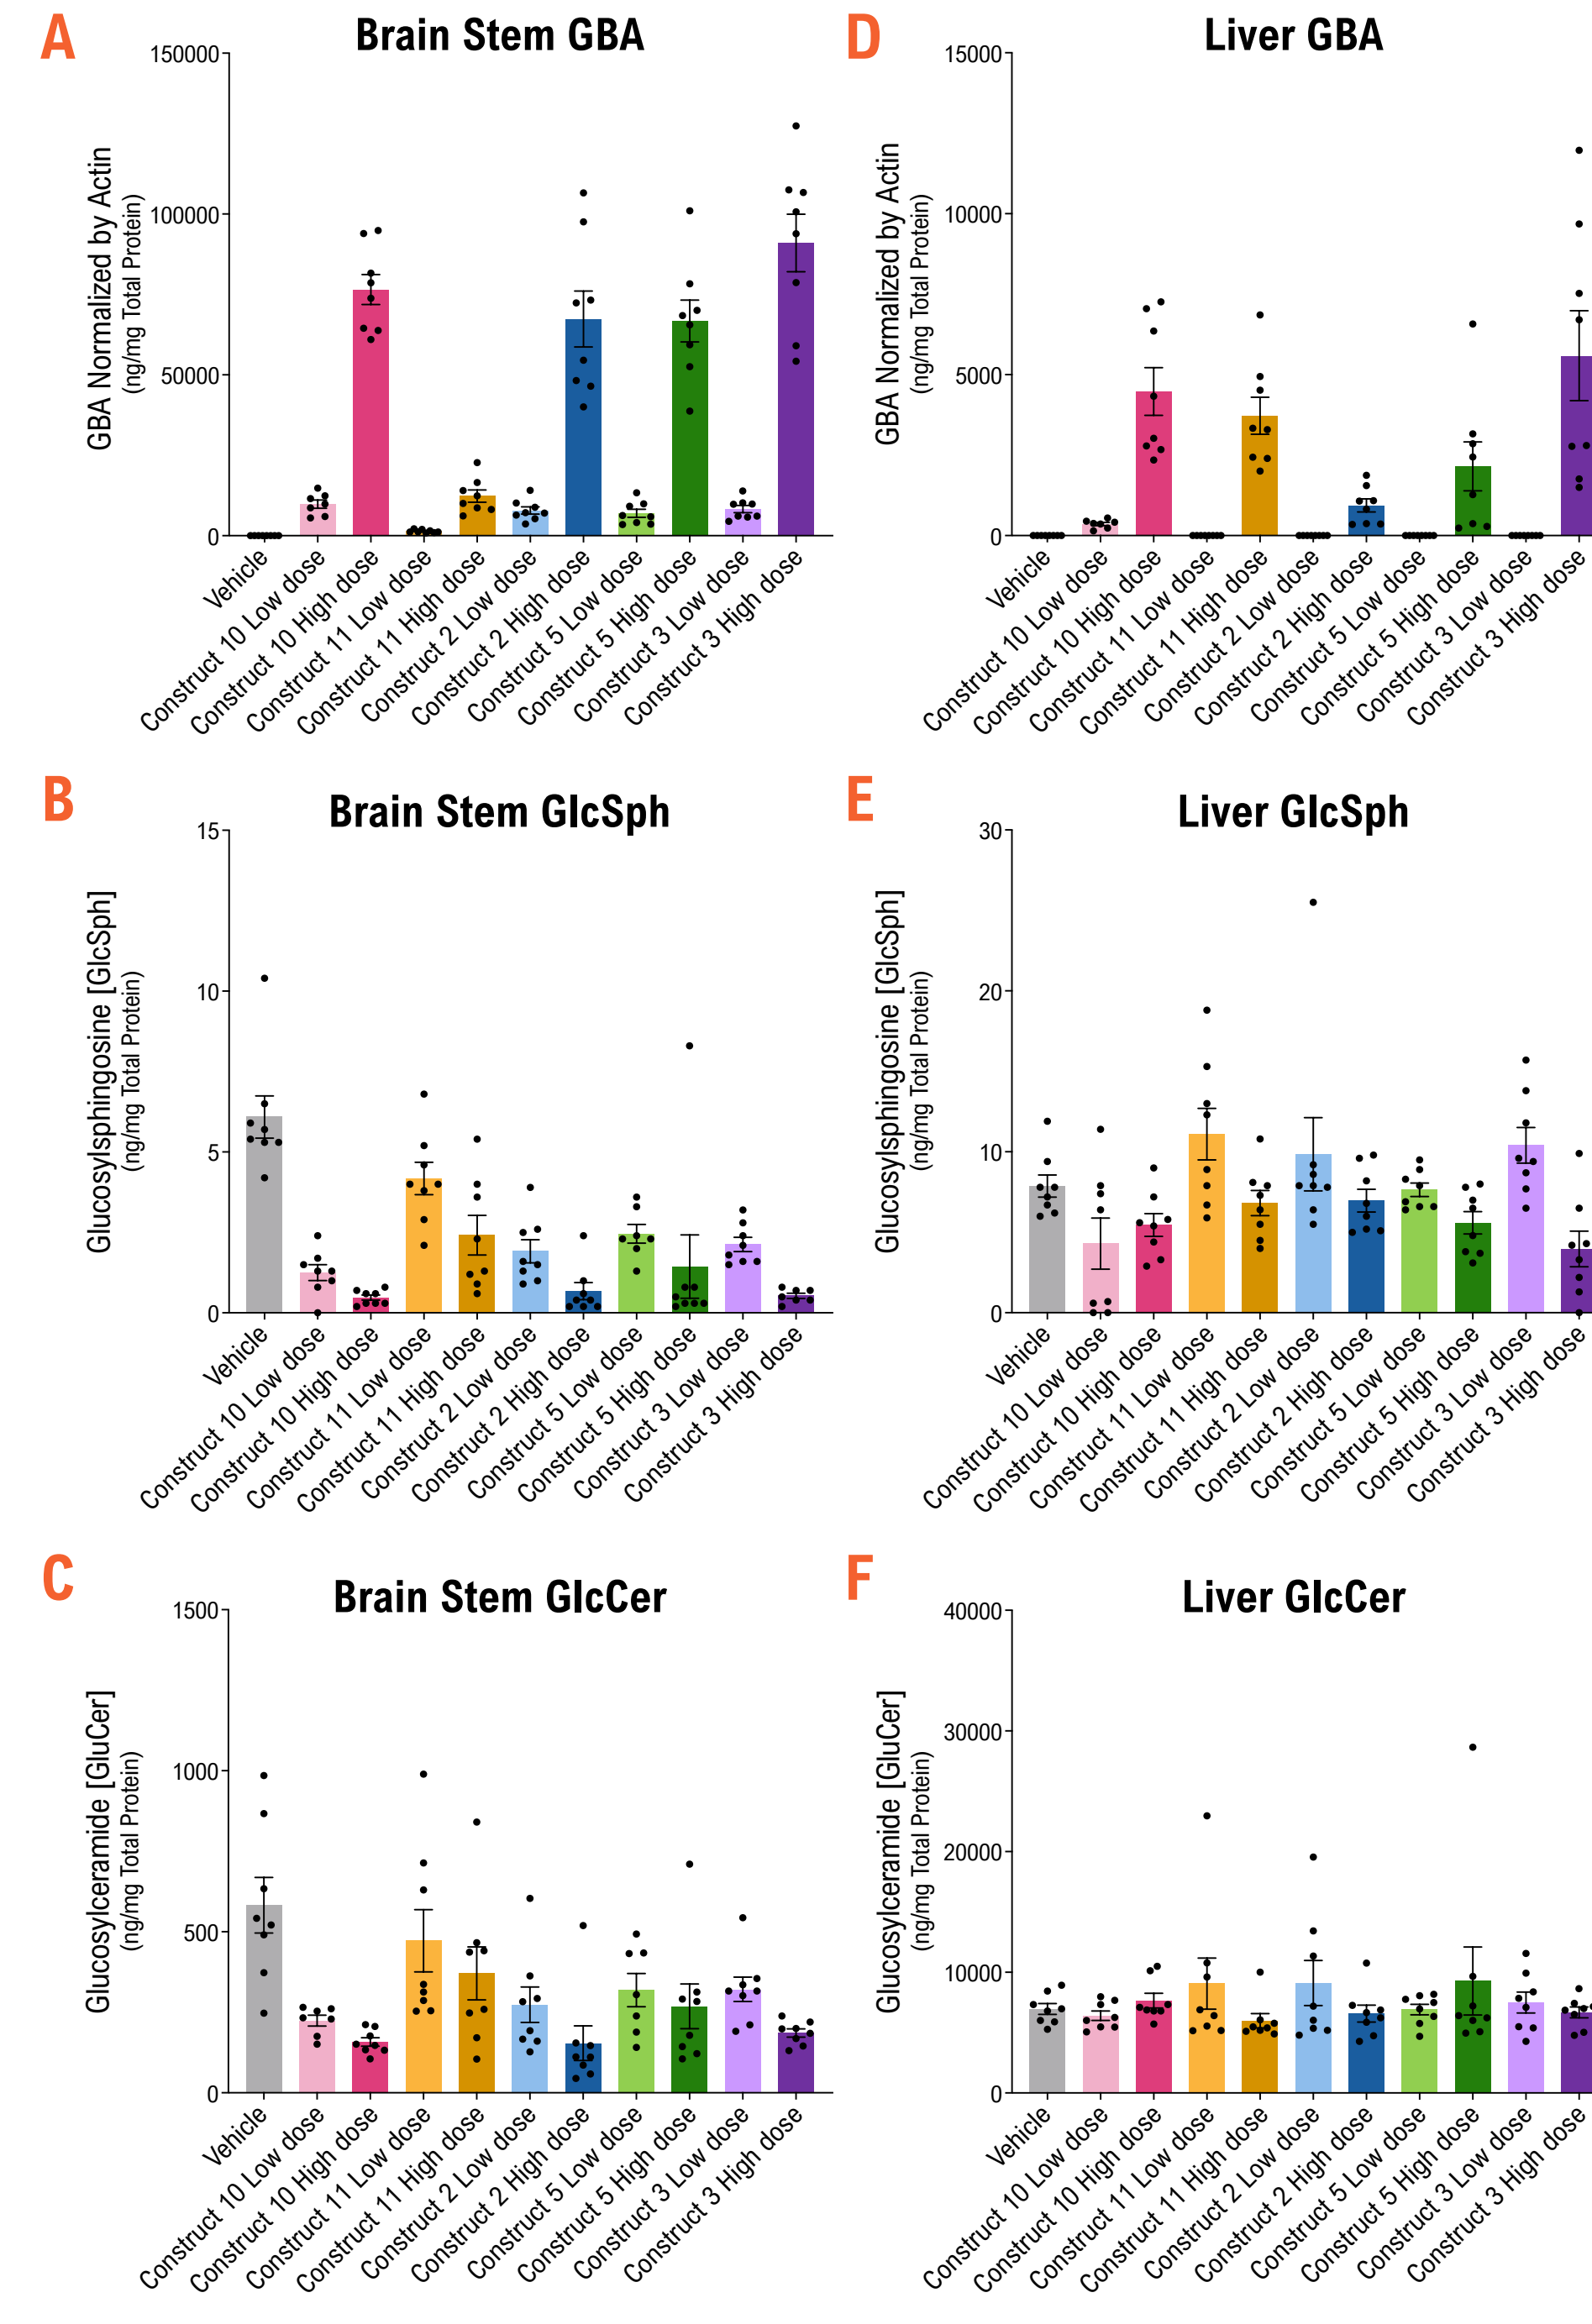 A
Brain Stem GBA
GBA Normalized by Actin
(ng/mg Total Protein)
150000
100000
50000
0
Vehicle
Construct 10 Low dose
Construct 10 High dose
Construct 11 Low dose
Construct 11 High dose
Construct 2 Low dose
Construct 2 High dose
Construct 5 Low dose
Construct 5 High dose
Construct 3 Low dose
Construct 3 High dose
D
Liver GBA
GBA Normalized by Actin
(ng/mg Total Protein)
15000
10000
5000
0
Vehicle
Construct 10 Low dose
Construct 10 High dose
Construct 11 Low dose
Construct 11 High dose
Construct 2 Low dose
Construct 2 High dose
Construct 5 Low dose
Construct 5 High dose
Construct 3 Low dose
Construct 3 High dose
B
Brain Stem GlcSph
Glucosylsphingosine [GlcSph]
(ng/mg Total Protein)
15
10
5
0
Vehicle
Construct 10 Low dose
Construct 10 High dose
Construct 11 Low dose
Construct 11 High dose
Construct 2 Low dose
Construct 2 High dose
Construct 5 Low dose
Construct 5 High dose
Construct 3 Low dose
Construct 3 High dose
E
Liver GlcSph
Glucosylsphingosine [GlcSph]
(ng/mg Total Protein)
30
20
10
0
Vehicle
Construct 10 Low dose
Construct 10 High dose
Construct 11 Low dose
Construct 11 High dose
Construct 2 Low dose
Construct 2 High dose
Construct 5 Low dose
Construct 5 High dose
Construct 3 Low dose
Construct 3 High dose
C
Brain Stem GlcCer
Glucosylceramide [GluCer]
(ng/mg Total Protein)
1500
1000
500
0
Vehicle
Construct 10 Low dose
Construct 10 High dose
Construct 11 Low dose
Construct 11 High dose
Construct 2 Low dose
Construct 2 High dose
Construct 5 Low dose
Construct 5 High dose
Construct 3 Low dose
Construct 3 High dose
F
Liver GlcCer
Glucosylceramide [GluCer]
(ng/mg Total Protein)
40000
30000
20000
10000
0
Vehicle
Construct 10 Low dose
Construct 10 High dose
Construct 11 Low dose
Construct 11 High dose
Construct 2 Low dose
Construct 2 High dose
Construct 5 Low dose
Construct 5 High dose
Construct 3 Low dose
Construct 3 High dose